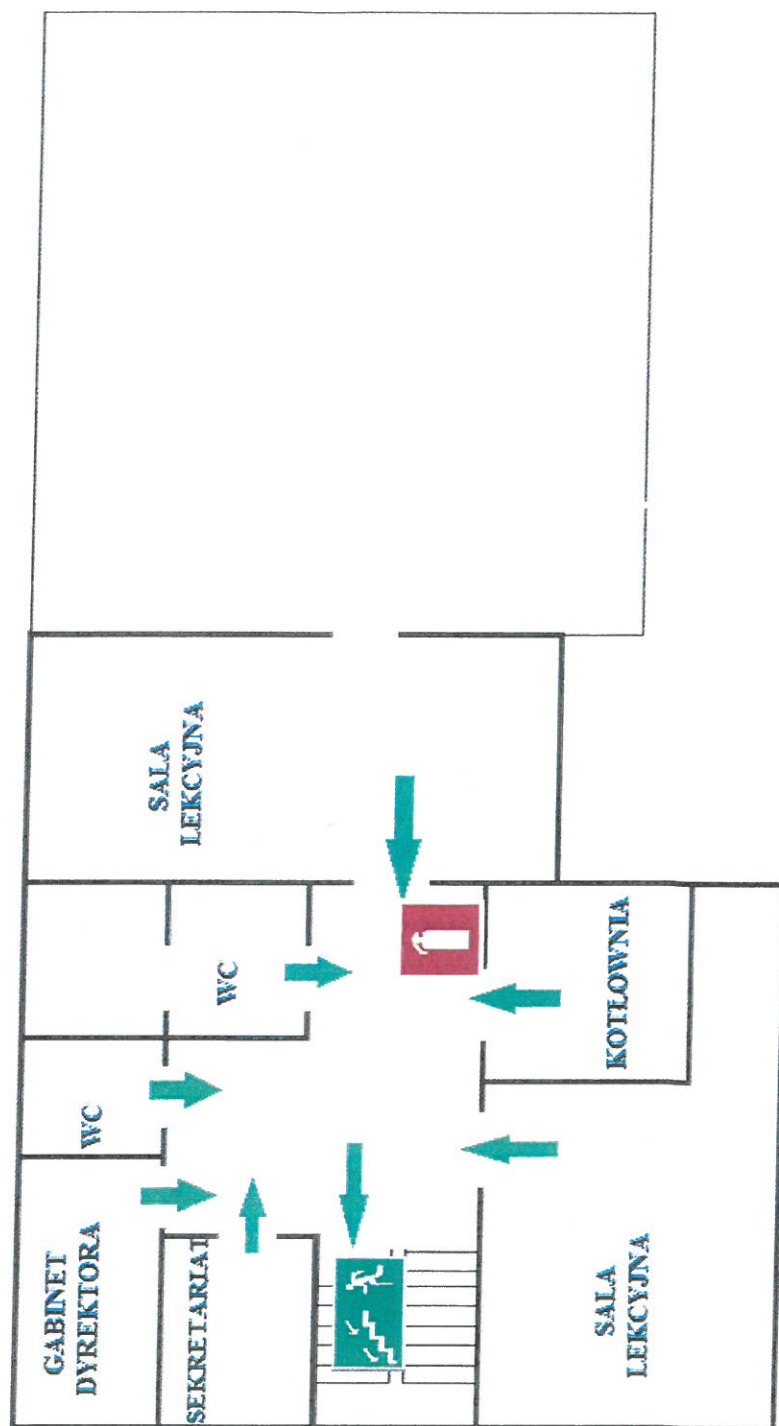 GABINET
DYREKTORA
WC
SEKRETARIAT
WC
SALA
LEKCYJNA
SALA
LEKCYJNA
KOTŁOWNIA